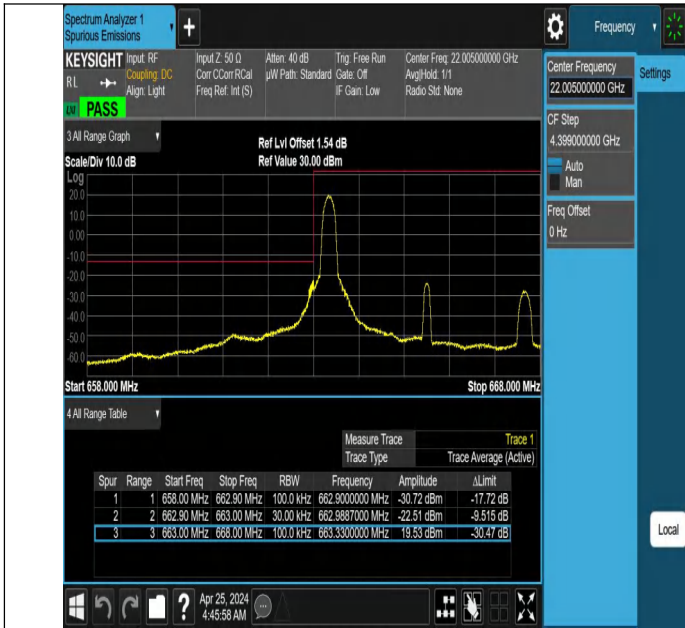 Spectrum Analyzer 1
Spurious Emissions
+
Frequency
KEYSIGHT
RL
LXI
PASS
Input: RF
Coupling: DC
Align: Light
Input Z: 50 Ω
Corr CCorr RCal
Freq Ref: Int (S)
Atten: 40 dB
µW Path: Standard
Trig: Free Run
Gate: Off
IF Gain: Low
Center Freq: 22.005000000 GHz
Avg|Hold: 1/1
Radio Std: None
Center Frequency
22.005000000 GHz
Settings
CF Step
4.399000000 GHz
Auto
Man
Freq Offset
0 Hz
3 All Range Graph
Scale/Div 10.0 dB
Ref Lvl Offset 1.54 dB
Ref Value 30.00 dBm
Log
20.0
10.0
0.00
-10.0
-20.0
-30.0
-40.0
-50.0
-60.0
Start 658.000 MHz
Stop 668.000 MHz
4 All Range Table
Measure Trace Trace 1
Trace Type Trace Average (Active)
Spur Range Start Freq Stop Freq RBW Frequency Amplitude ΔLimit
1 1 658.00 MHz 662.90 MHz 100.0 kHz 662.9000000 MHz -30.72 dBm -17.72 dB
2 2 662.90 MHz 663.00 MHz 30.00 kHz 662.9887000 MHz -22.51 dBm -9.515 dB
3 3 663.00 MHz 668.00 MHz 100.0 kHz 663.3300000 MHz 19.53 dBm -30.47 dB
Local
?
Apr 25, 2024
4:45:58 AM